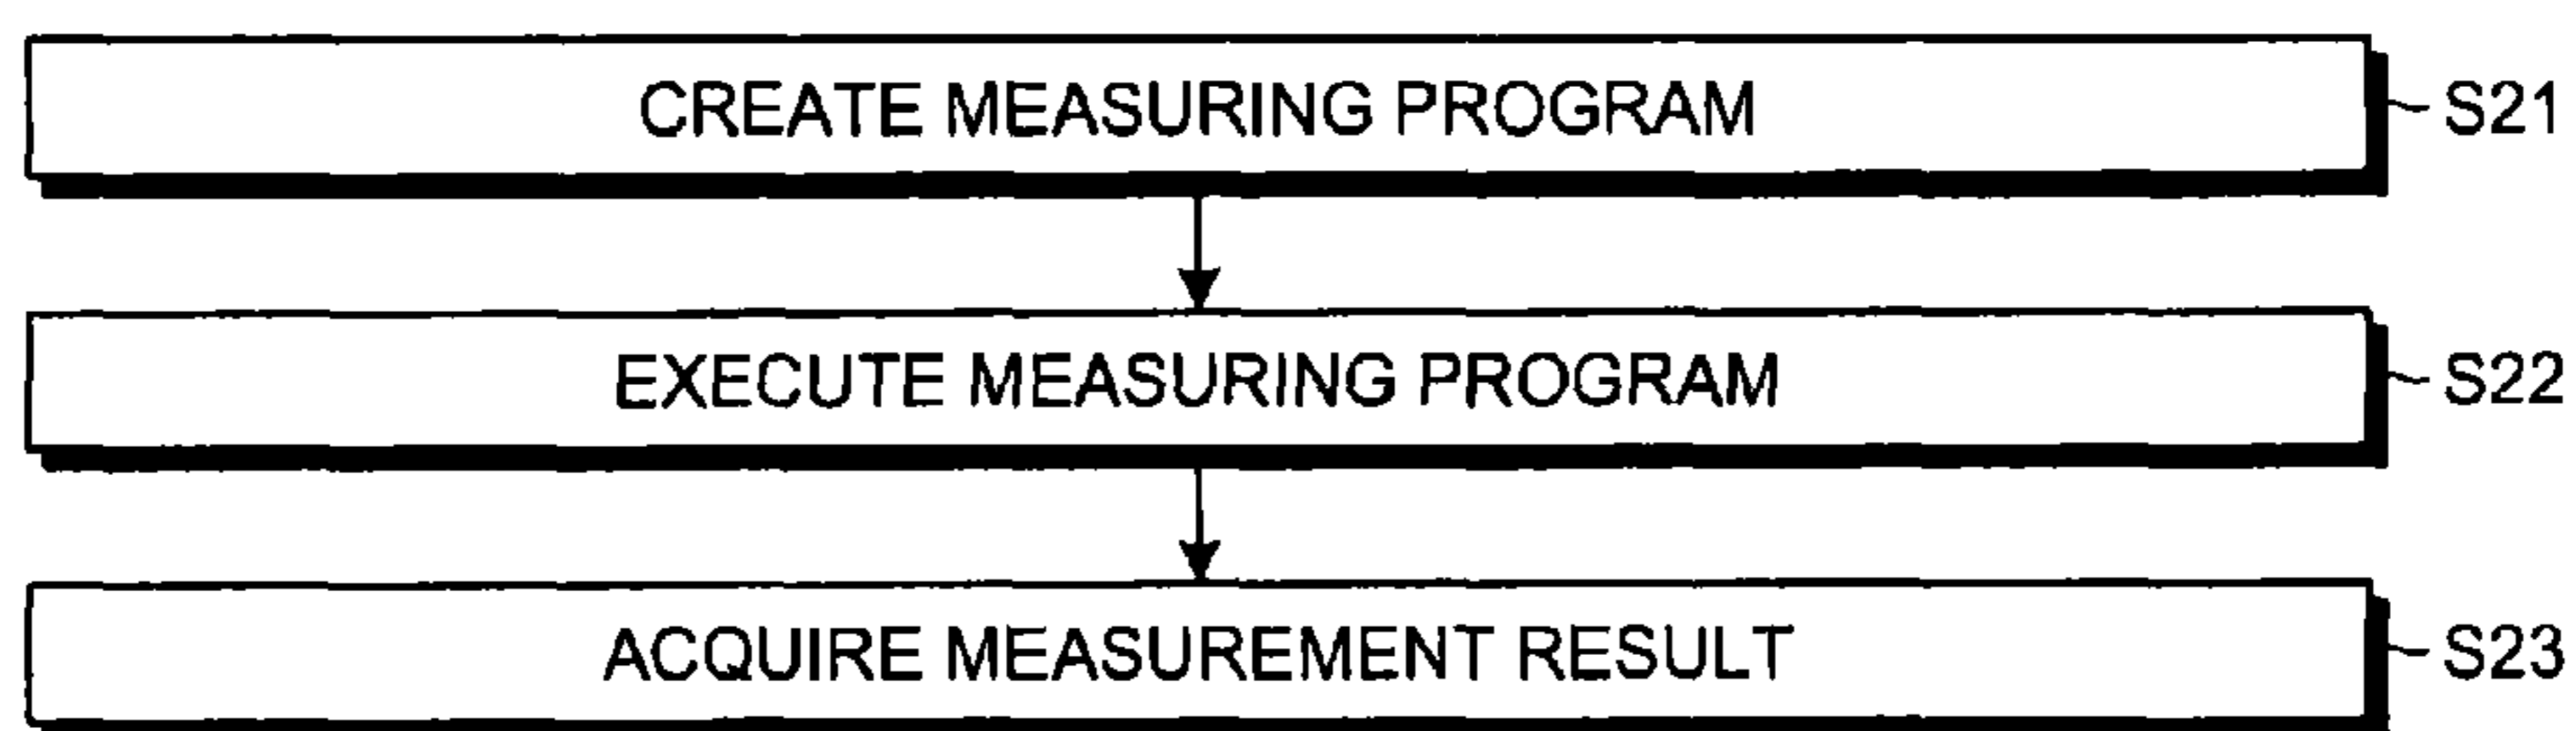 CREATE MEASURING PROGRAM S21
EXECUTE MEASURING PROGRAM S22
ACQUIRE MEASUREMENT RESULT S23